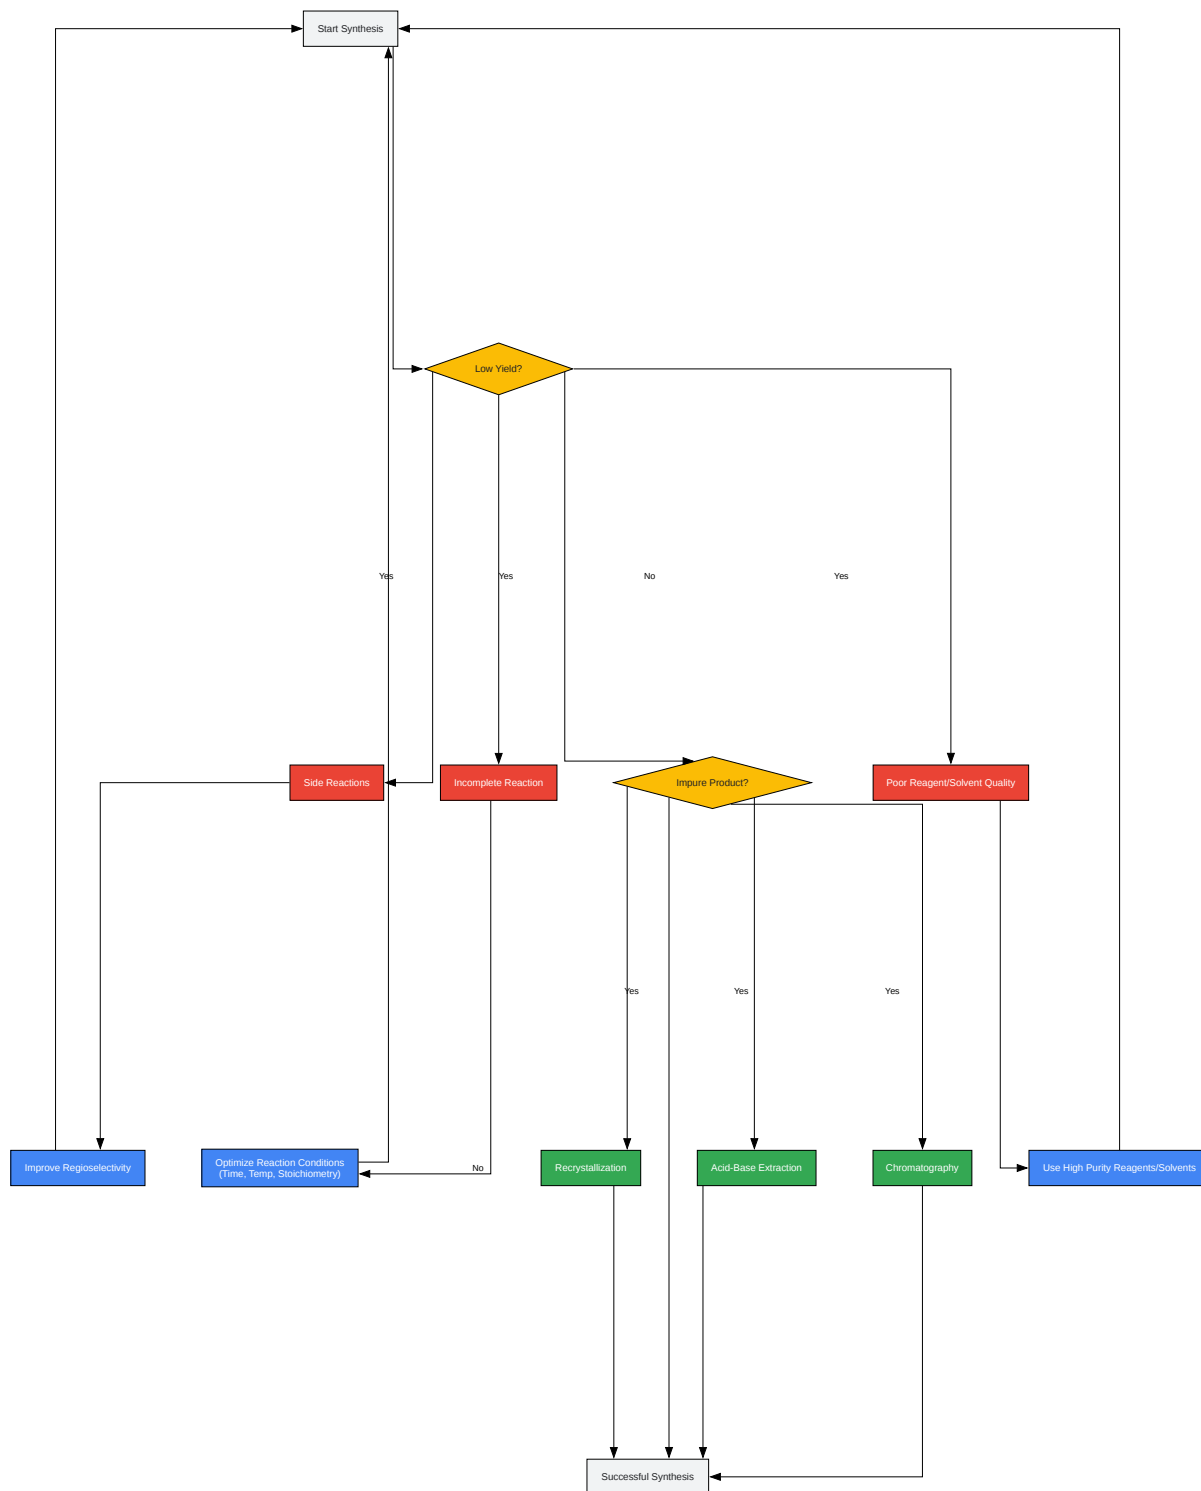 Start Synthesis
Low Yield?
Yes
Yes
No
Yes
Side Reactions
Incomplete Reaction
Impure Product?
Poor Reagent/Solvent Quality
Yes
Yes
Yes
Improve Regioselectivity
Optimize Reaction Conditions
(Time, Temp, Stoichiometry)
No
Recrystallization
Acid-Base Extraction
Chromatography
Use High Purity Reagents/Solvents
Successful Synthesis